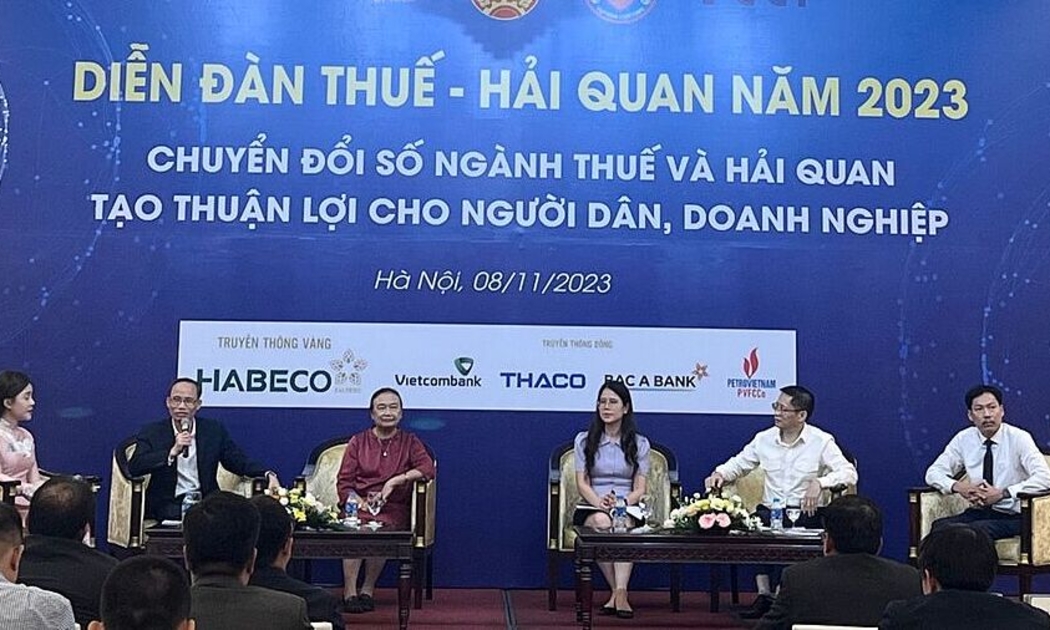 DIỄN ĐÀN THUẾ - HẢI QUAN NĂM 2023
CHUYỂN ĐỔI SỐ NGÀNH THUẾ VÀ HẢI QUAN
TẠO THUẬN LỢI CHO NGƯỜI DÂN, DOANH NGHIỆP
Hà Nội, 08/11/2023
TRUYỀN THÔNG VÀNG
TRUYỀN THÔNG ĐỒNG
HABECO
Vietcombank
THACO
BAC A BANK
PETROVIETNAM
PVFCCo